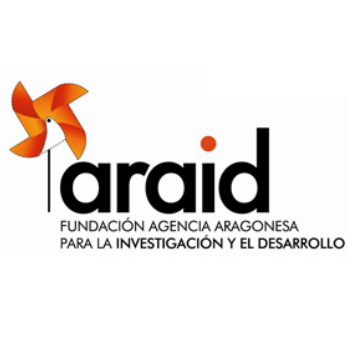 araid
FUNDACIÓN AGENCIA ARAGONESA
PARA LA INVESTIGACIÓN Y EL DESARROLLO